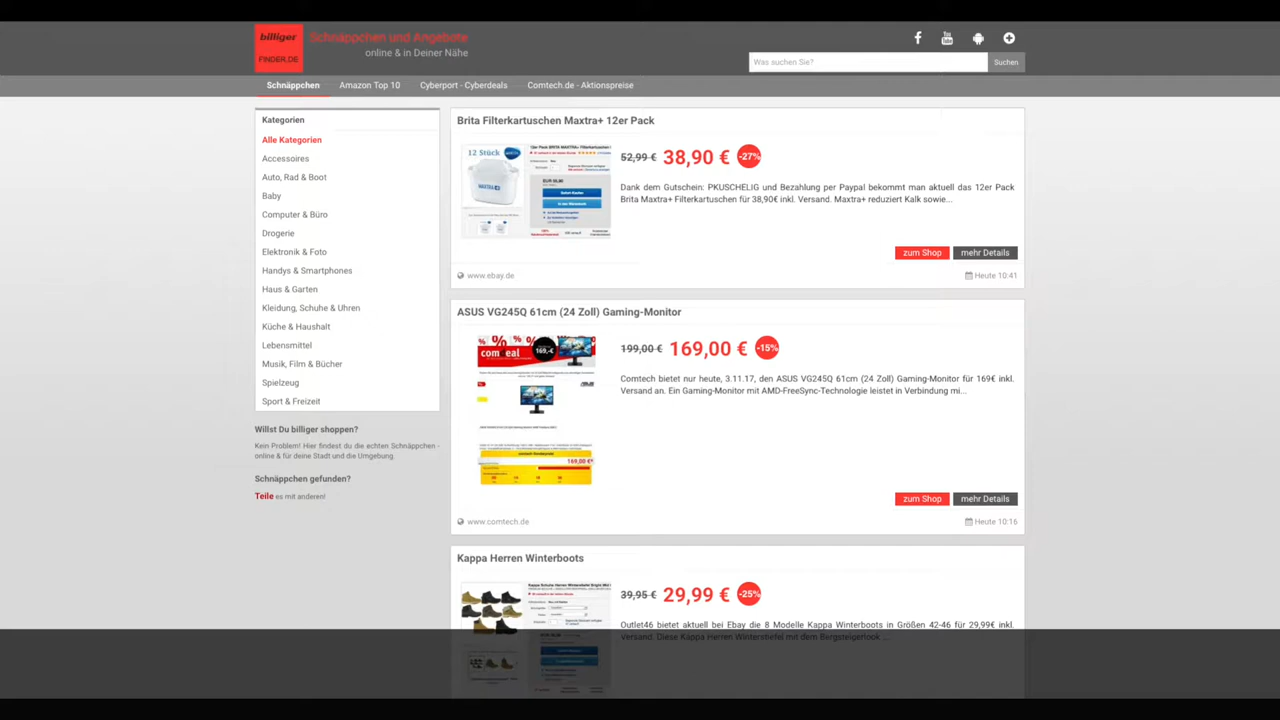 billiger
FINDER.DE
Schnäppchen und Angebote
online & in Deiner Nähe
Was suchen Sie?
Suchen
Schnäppchen
Amazon Top 10
Cyberport - Cyberdeals
Comtech.de - Aktionspreise
Kategorien
Alle Kategorien
Accessoires
Auto, Rad & Boot
Baby
Computer & Büro
Drogerie
Elektronik & Foto
Handys & Smartphones
Haus & Garten
Kleidung, Schuhe & Uhren
Küche & Haushalt
Lebensmittel
Musik, Film & Bücher
Spielzeug
Sport & Freizeit
Willst Du billiger shoppen?
Kein Problem! Hier findest du die echten Schnäppchen -
online & für deine Stadt und die Umgebung.
Schnäppchen gefunden?
Teile es mit anderen!
Brita Filterkartuschen Maxtra+ 12er Pack
12 Stück
BRITA
MAXTRA+
52,99 € 38,90 € -27%
Dank dem Gutschein: PKUSCHELIG und Bezahlung per Paypal bekommt man aktuell das 12er Pack
Brita Maxtra+ Filterkartuschen für 38,90€ inkl. Versand. Maxtra+ reduziert Kalk sowie...
zum Shop
mehr Details
www.ebay.de
Heute 10:41
ASUS VG245Q 61cm (24 Zoll) Gaming-Monitor
169,-€
169,00 €*
199,00 € 169,00 € -15%
Comtech bietet nur heute, 3.11.17, den ASUS VG245Q 61cm (24 Zoll) Gaming-Monitor für 169€ inkl.
Versand an. Ein Gaming-Monitor mit AMD-FreeSync-Technologie leistet in Verbindung mi...
zum Shop
mehr Details
www.comtech.de
Heute 10:16
Kappa Herren Winterboots
39,95 € 29,99 € -25%
Outlet46 bietet aktuell bei Ebay die 8 Modelle Kappa Winterboots in Größen 42-46 für 29,99€ inkl.
Versand. Diese Kappa Herren Winterstiefel mit dem Bergsteigerlook ...